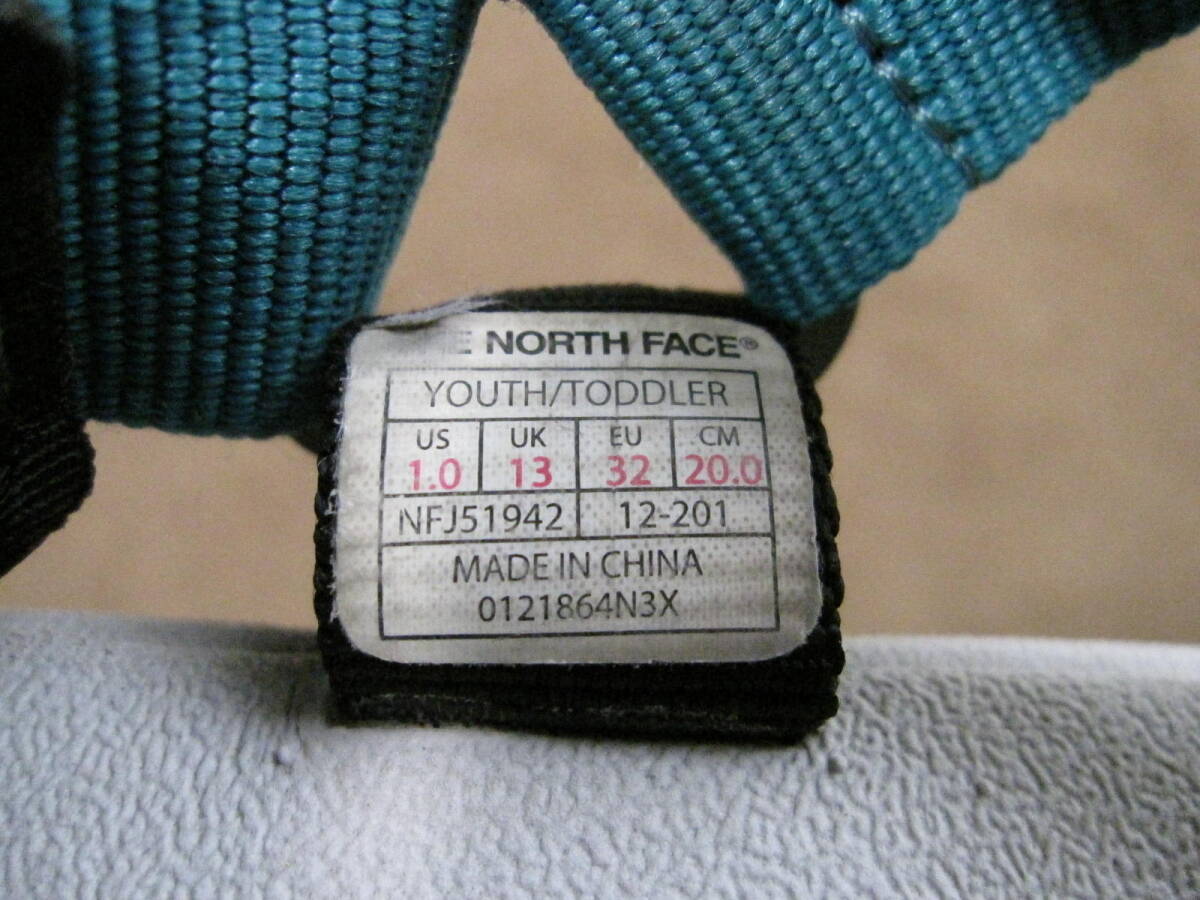 E NORTH FACE®
YOUTH/TODDLER
US UK EU CM
1.0 13 32 20.0
NFJ51942 12-201
MADE IN CHINA
0121864N3X